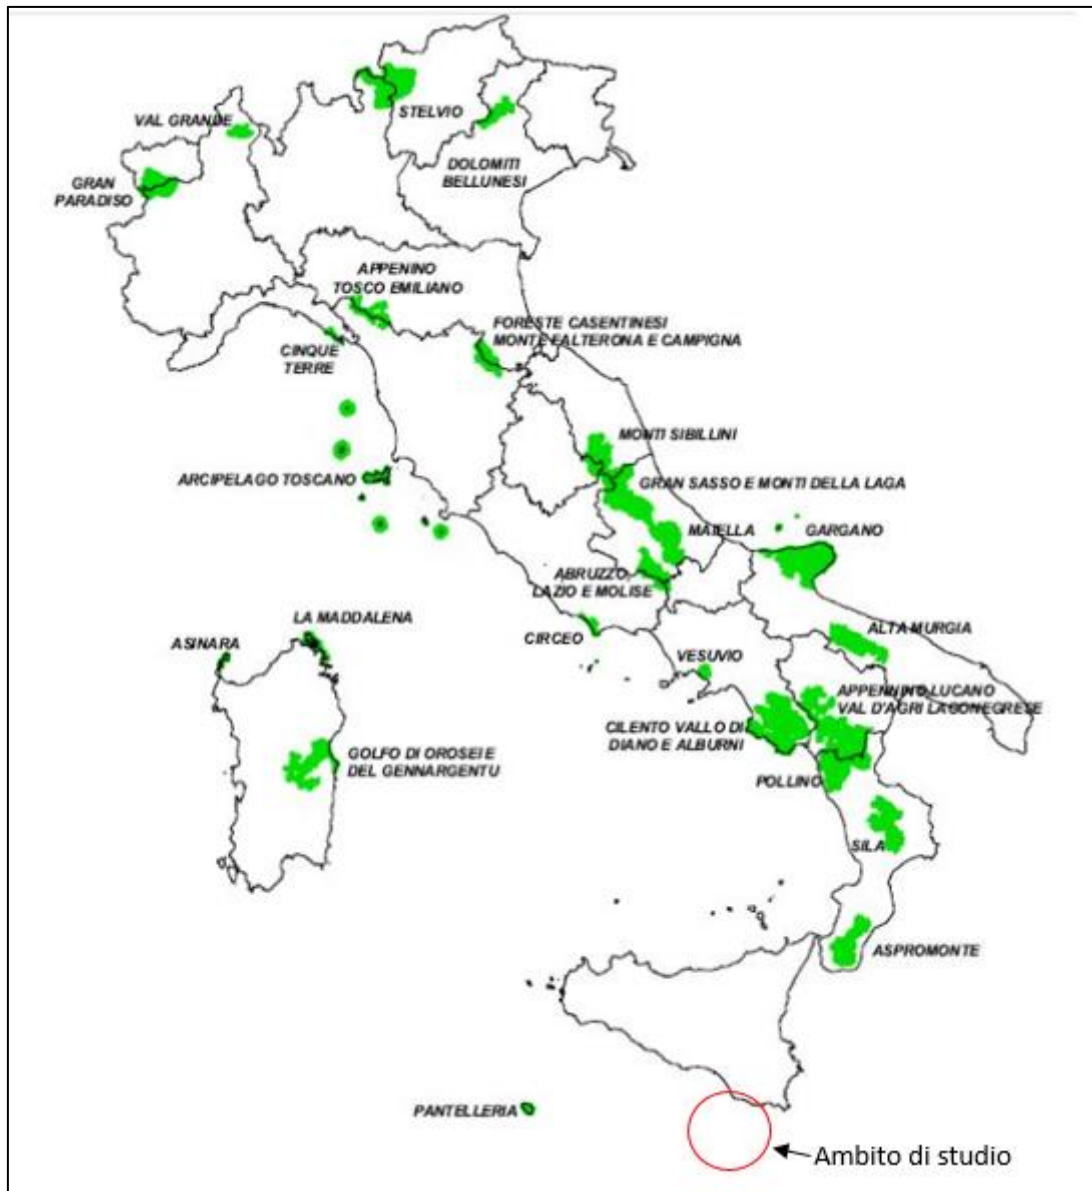 STELVIO
VAL GRANDE
DOLOMITI
BELLUNESI
GRAN
PARADISO
APPENINO
TOSCO EMILIANO
FORESTE CASENTINESI
MONTE FALTERONA E CAMPIGNA
CINQUE
TERRE
MONTI SIBILLINI
ARCIPELAGO TOSCANO
GRAN SASSO E MONTI DELLA LAGA
MAIELLA
GARGANO
ABRUZZO,
LAZIO E MOLISE
LA MADDALENA
ASINARA
CIRCEO
ALTA MURGIA
VESUVIO
APPENNINO LUCANO
VAL D'AGRI LAGONEGRESE
CILENTO VALLO DI
DIANO E ALBURNI
GOLFO DI OROSEI E
DEL GENNARGENTU
POLLINO
SILA
ASPROMONTE
PANTELLERIA
Ambito di studio